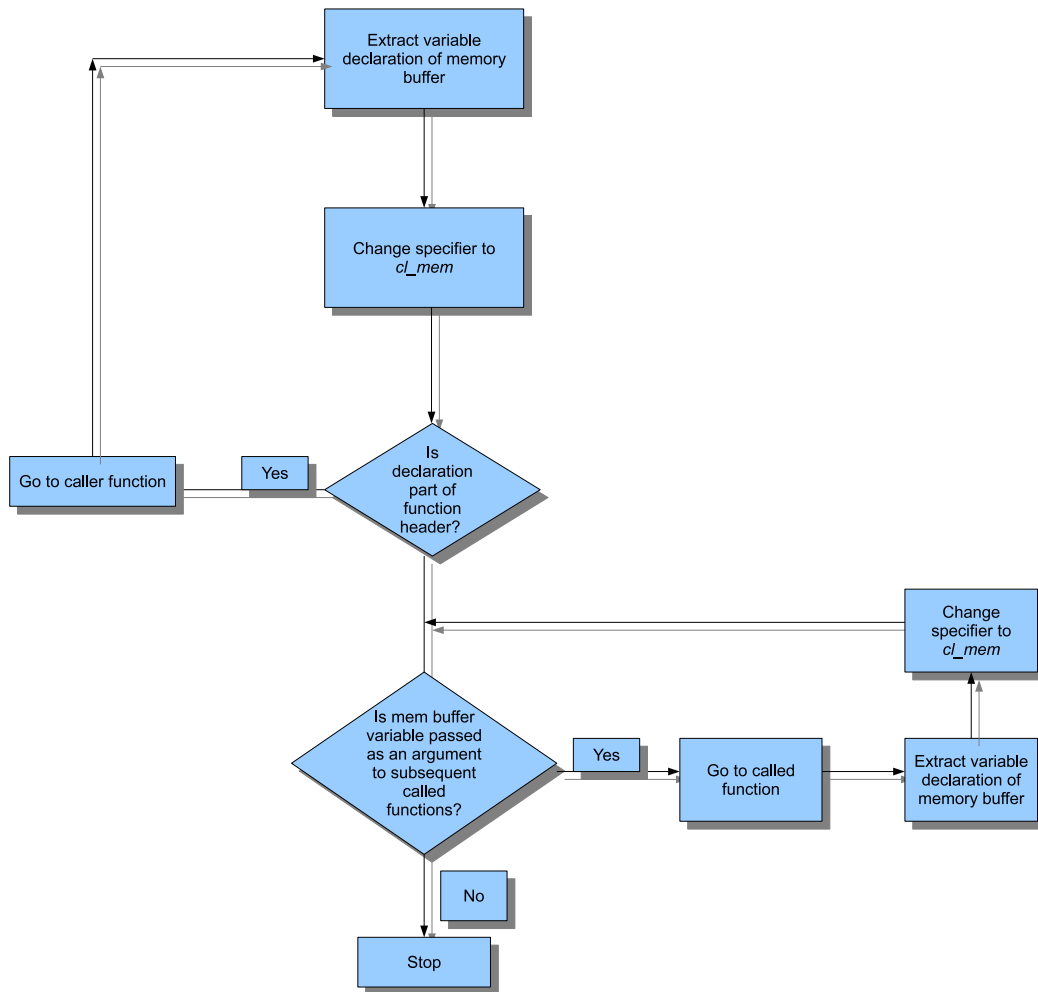 Extract variable
declaration of memory
buffer
Change specifier to
cl_mem
Is
declaration
part of
function
header?
Yes
Go to caller function
Change
specifier to
cl_mem
Is mem buffer
variable passed
as an argument
to subsequent
called
functions?
Yes
Go to called
function
Extract variable
declaration of
memory buffer
No
Stop